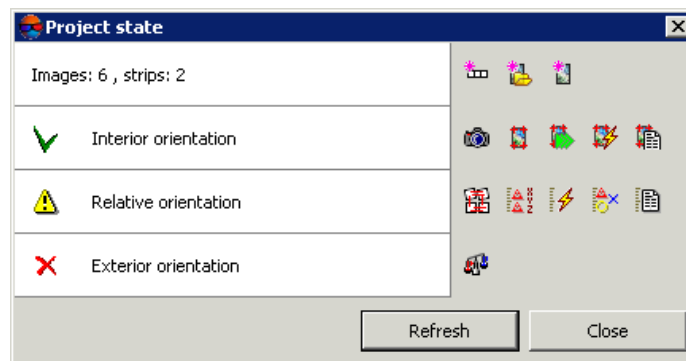 Project state
Images: 6 , strips: 2
Interior orientation
Relative orientation
Exterior orientation
Refresh
Close